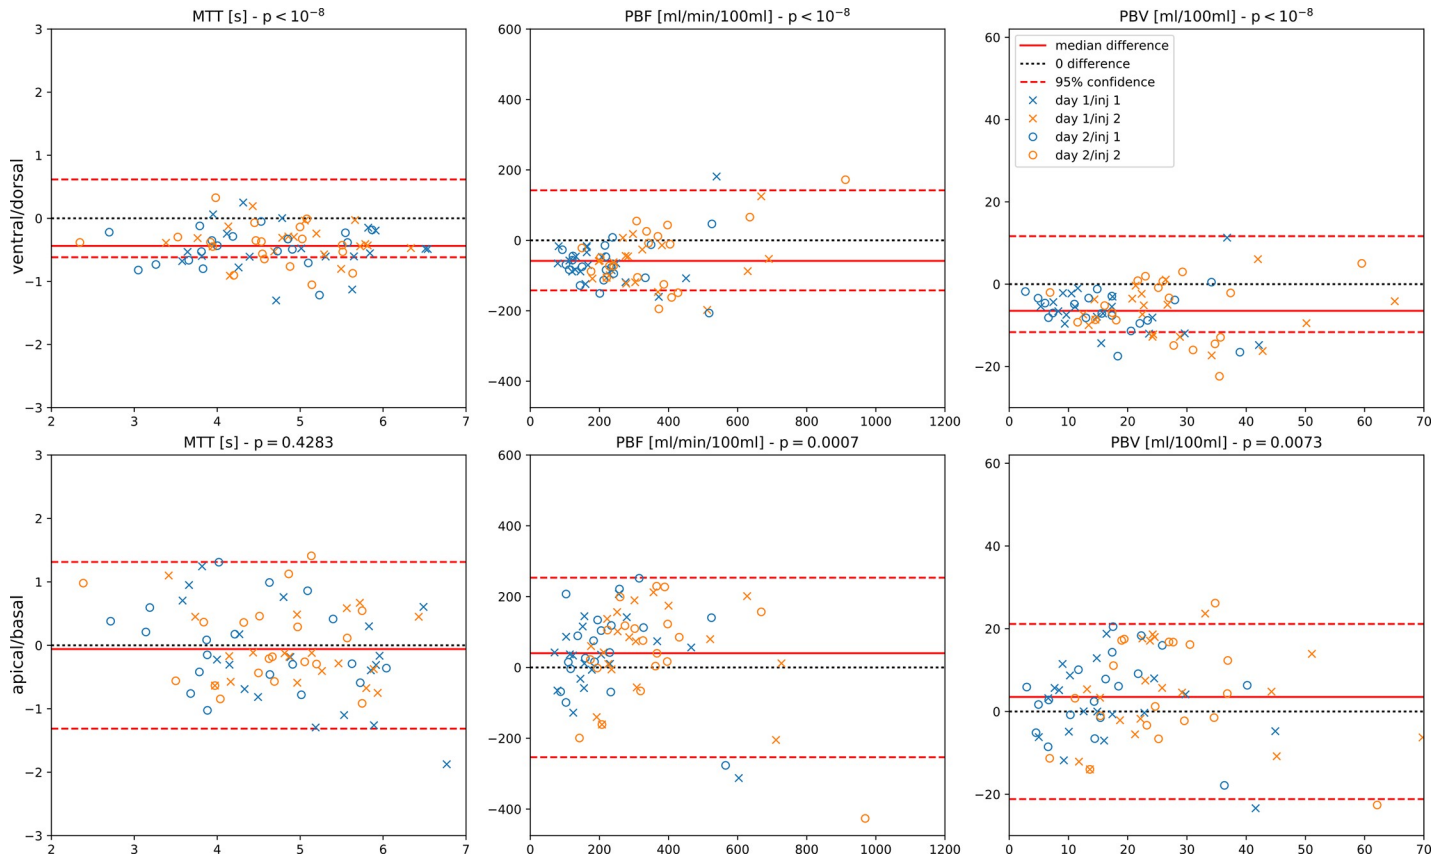 MTT [s] - p < 10⁻⁸
PBF [ml/min/100ml] - p < 10⁻⁸
PBV [ml/100ml] - p < 10⁻⁸
ventral/dorsal
3
2
1
0
−1
−2
−3
2 3 4 5 6 7
600
400
200
0
−200
−400
0 200 400 600 800 1000 1200
60
40
20
0
−20
0 10 20 30 40 50 60 70
median difference
0 difference
95% confidence
day 1/inj 1
day 1/inj 2
day 2/inj 1
day 2/inj 2
MTT [s] - p = 0.4283
PBF [ml/min/100ml] - p = 0.0007
PBV [ml/100ml] - p = 0.0073
apical/basal
3
2
1
0
−1
−2
−3
2 3 4 5 6 7
600
400
200
0
−200
−400
0 200 400 600 800 1000 1200
60
40
20
0
−20
0 10 20 30 40 50 60 70